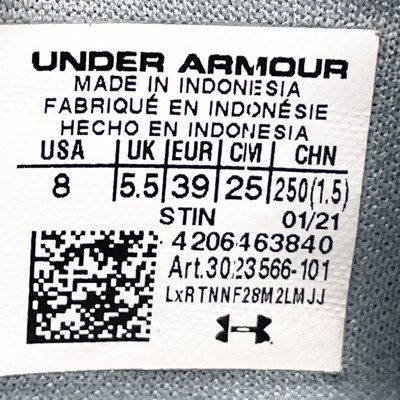 UNDER ARMOUR
MADE IN INDONESIA
FABRIQUÉ EN INDONÉSIE
HECHO EN INDONESIA
USA UK EUR CM CHN
8 5.5 39 25 250(1.5)
STIN 01/21
4206463840
Art.3023566-101
LxRTNNF28M2LMJJ